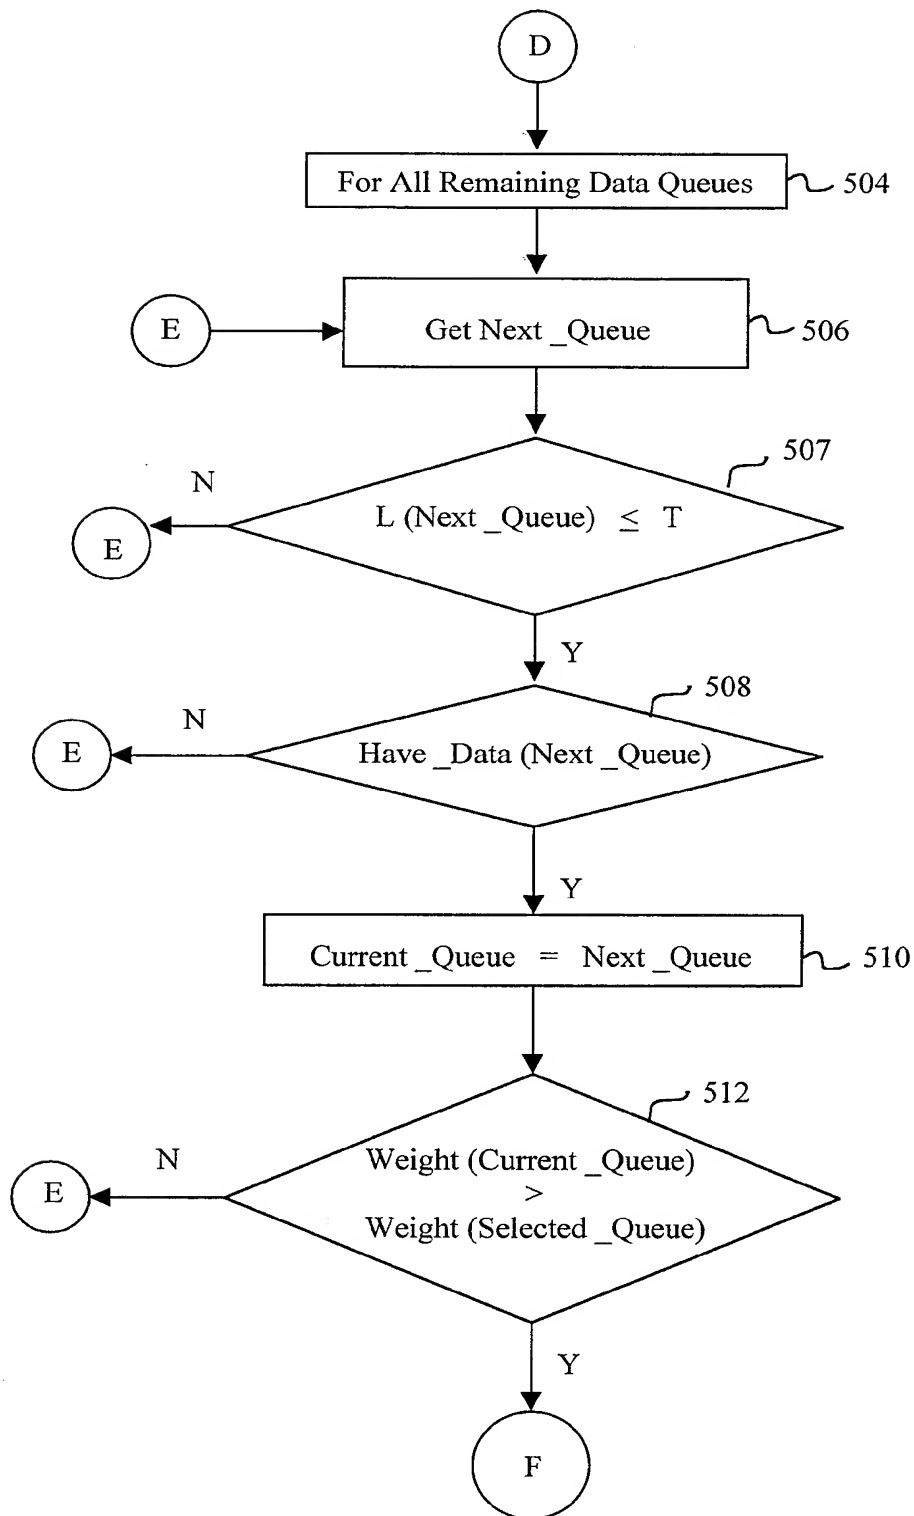 D
For All Remaining Data Queues
504
E
Get Next _Queue
506
507
N
L (Next _Queue) ≤ T
E
Y
508
N
E
Have _Data (Next _Queue)
Y
Current _Queue = Next _Queue
510
512
N
Weight (Current _Queue)
E
>
Weight (Selected _Queue)
Y
F